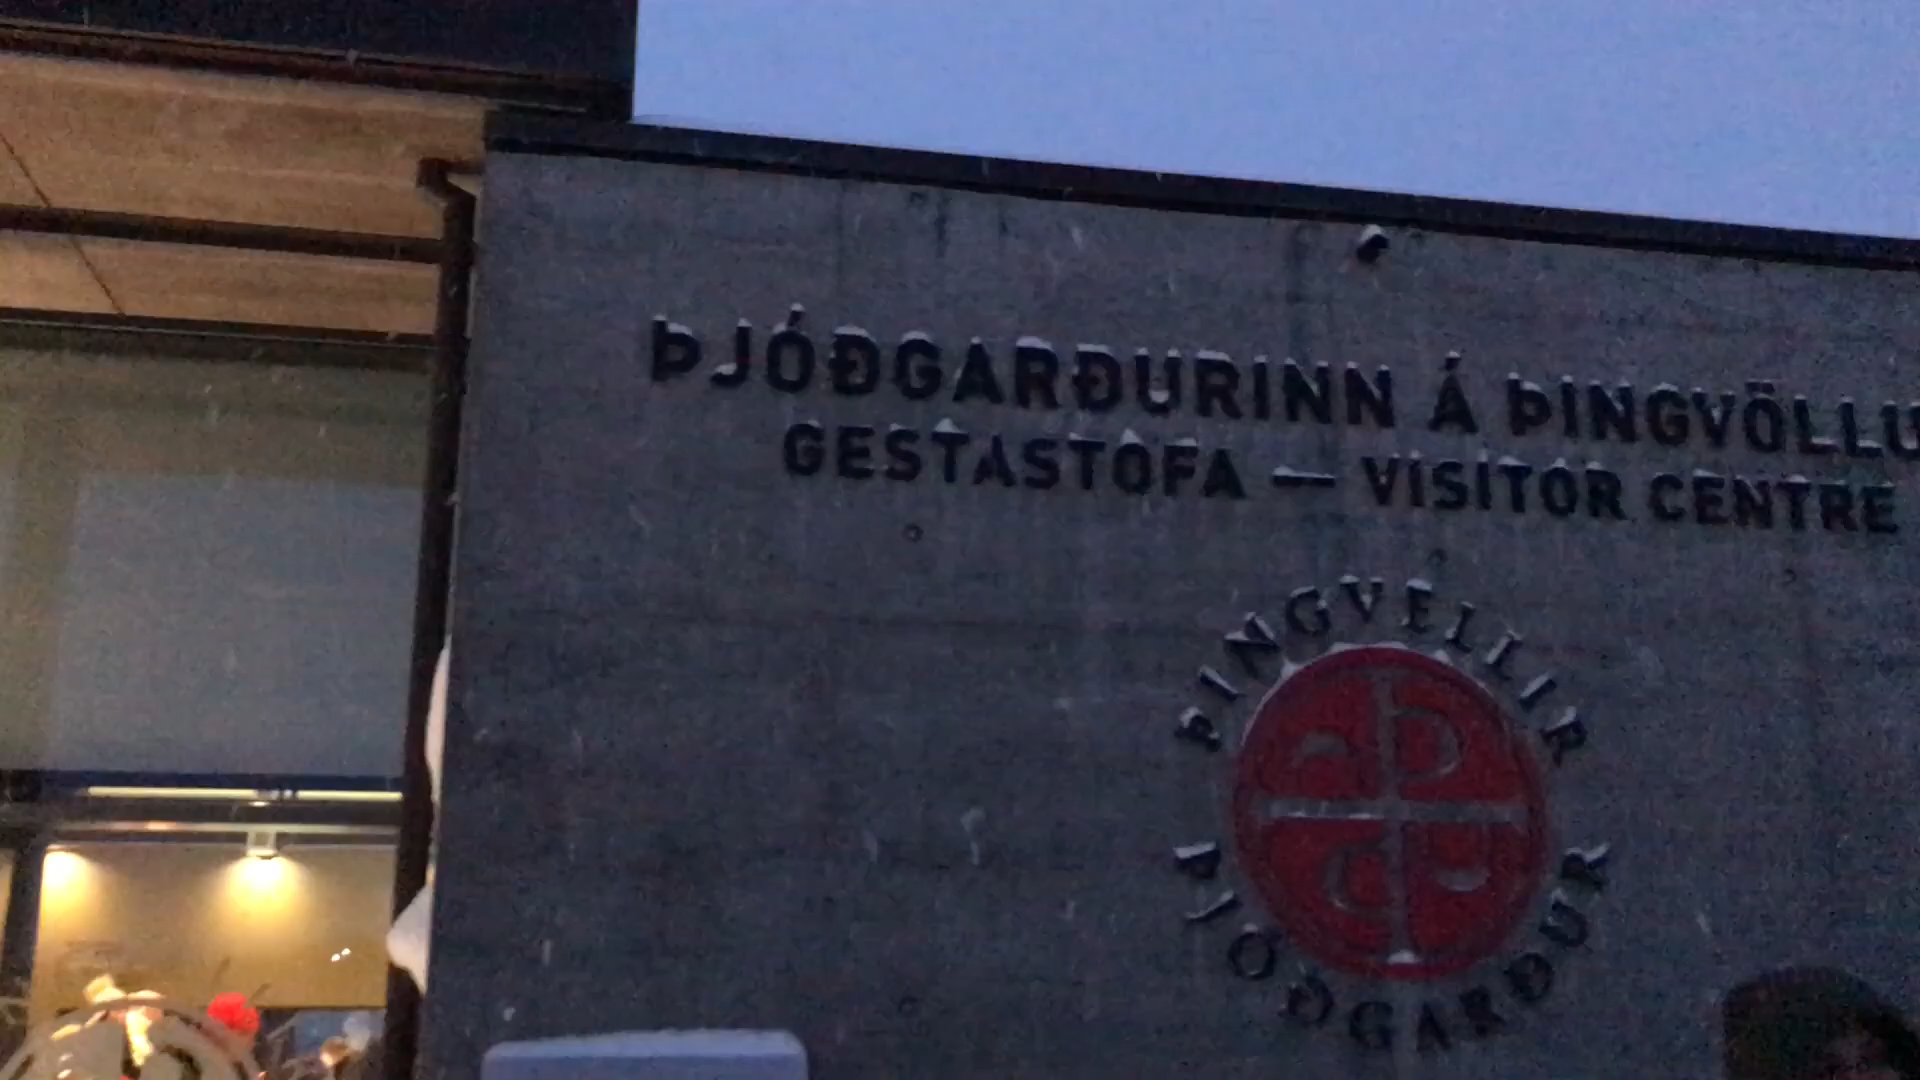 ÞJÓÐGARÐURINN Á ÞINGVÖLLU
GESTASTOFA — VISITOR CENTRE
ÞINGVELLIR
ÞJÓÐGARÐUR